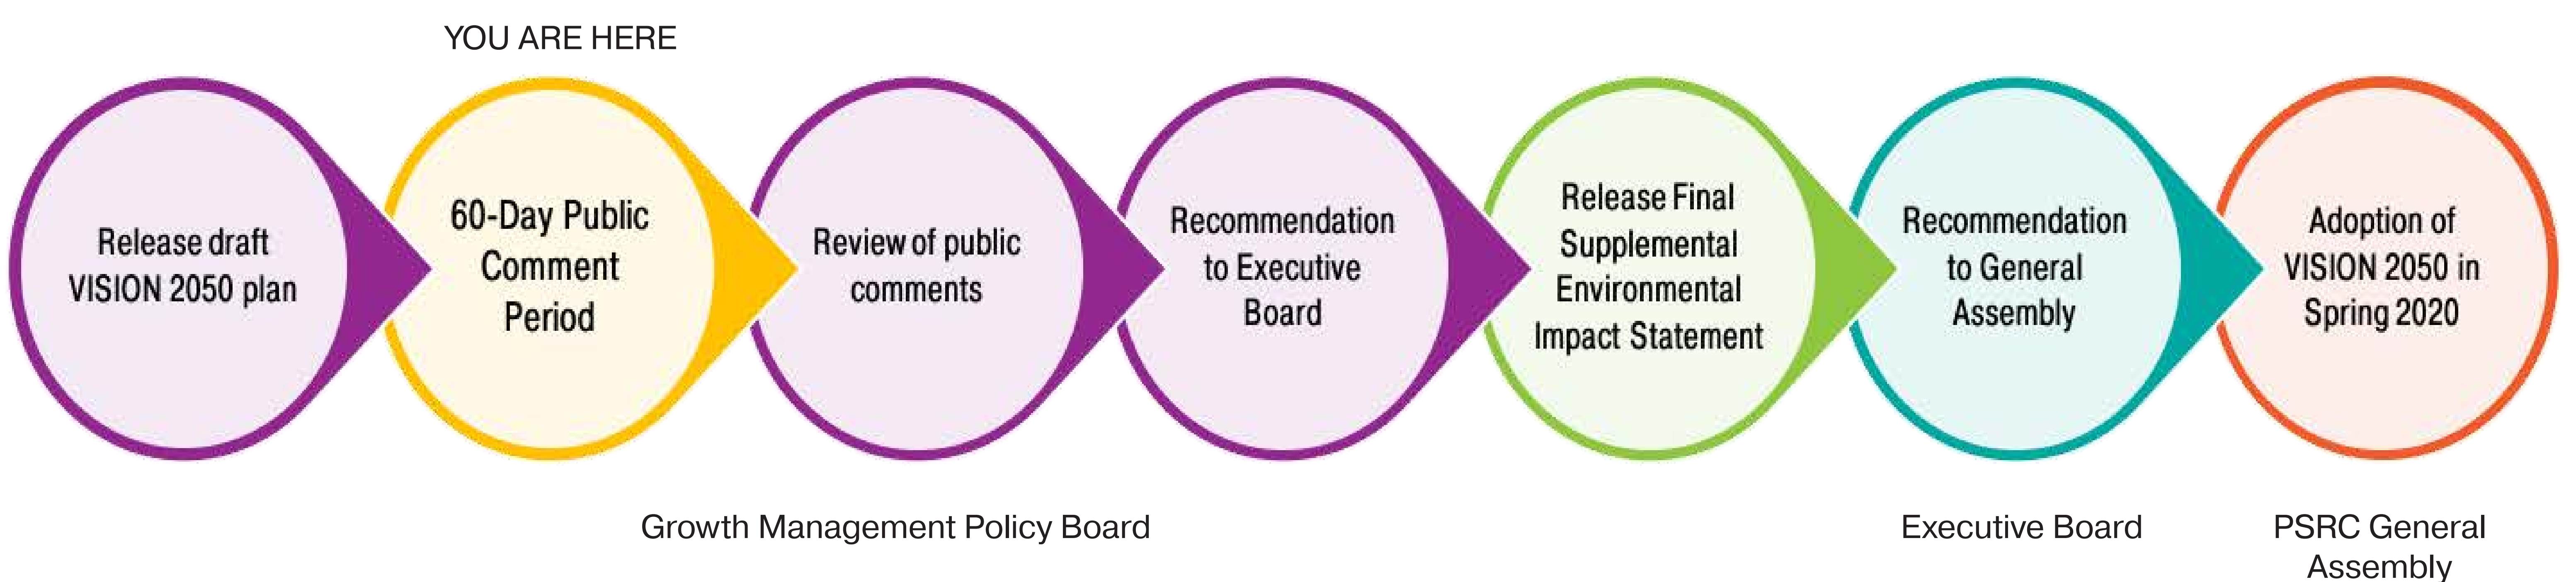 YOU ARE HERE
Release draft
VISION 2050 plan
60-Day Public
Comment
Period
Review of public
comments
Recommendation
to Executive
Board
Release Final
Supplemental
Environmental
Impact Statement
Recommendation
to General
Assembly
Adoption of
VISION 2050 in
Spring 2020
Growth Management Policy Board
Executive Board
PSRC General
Assembly